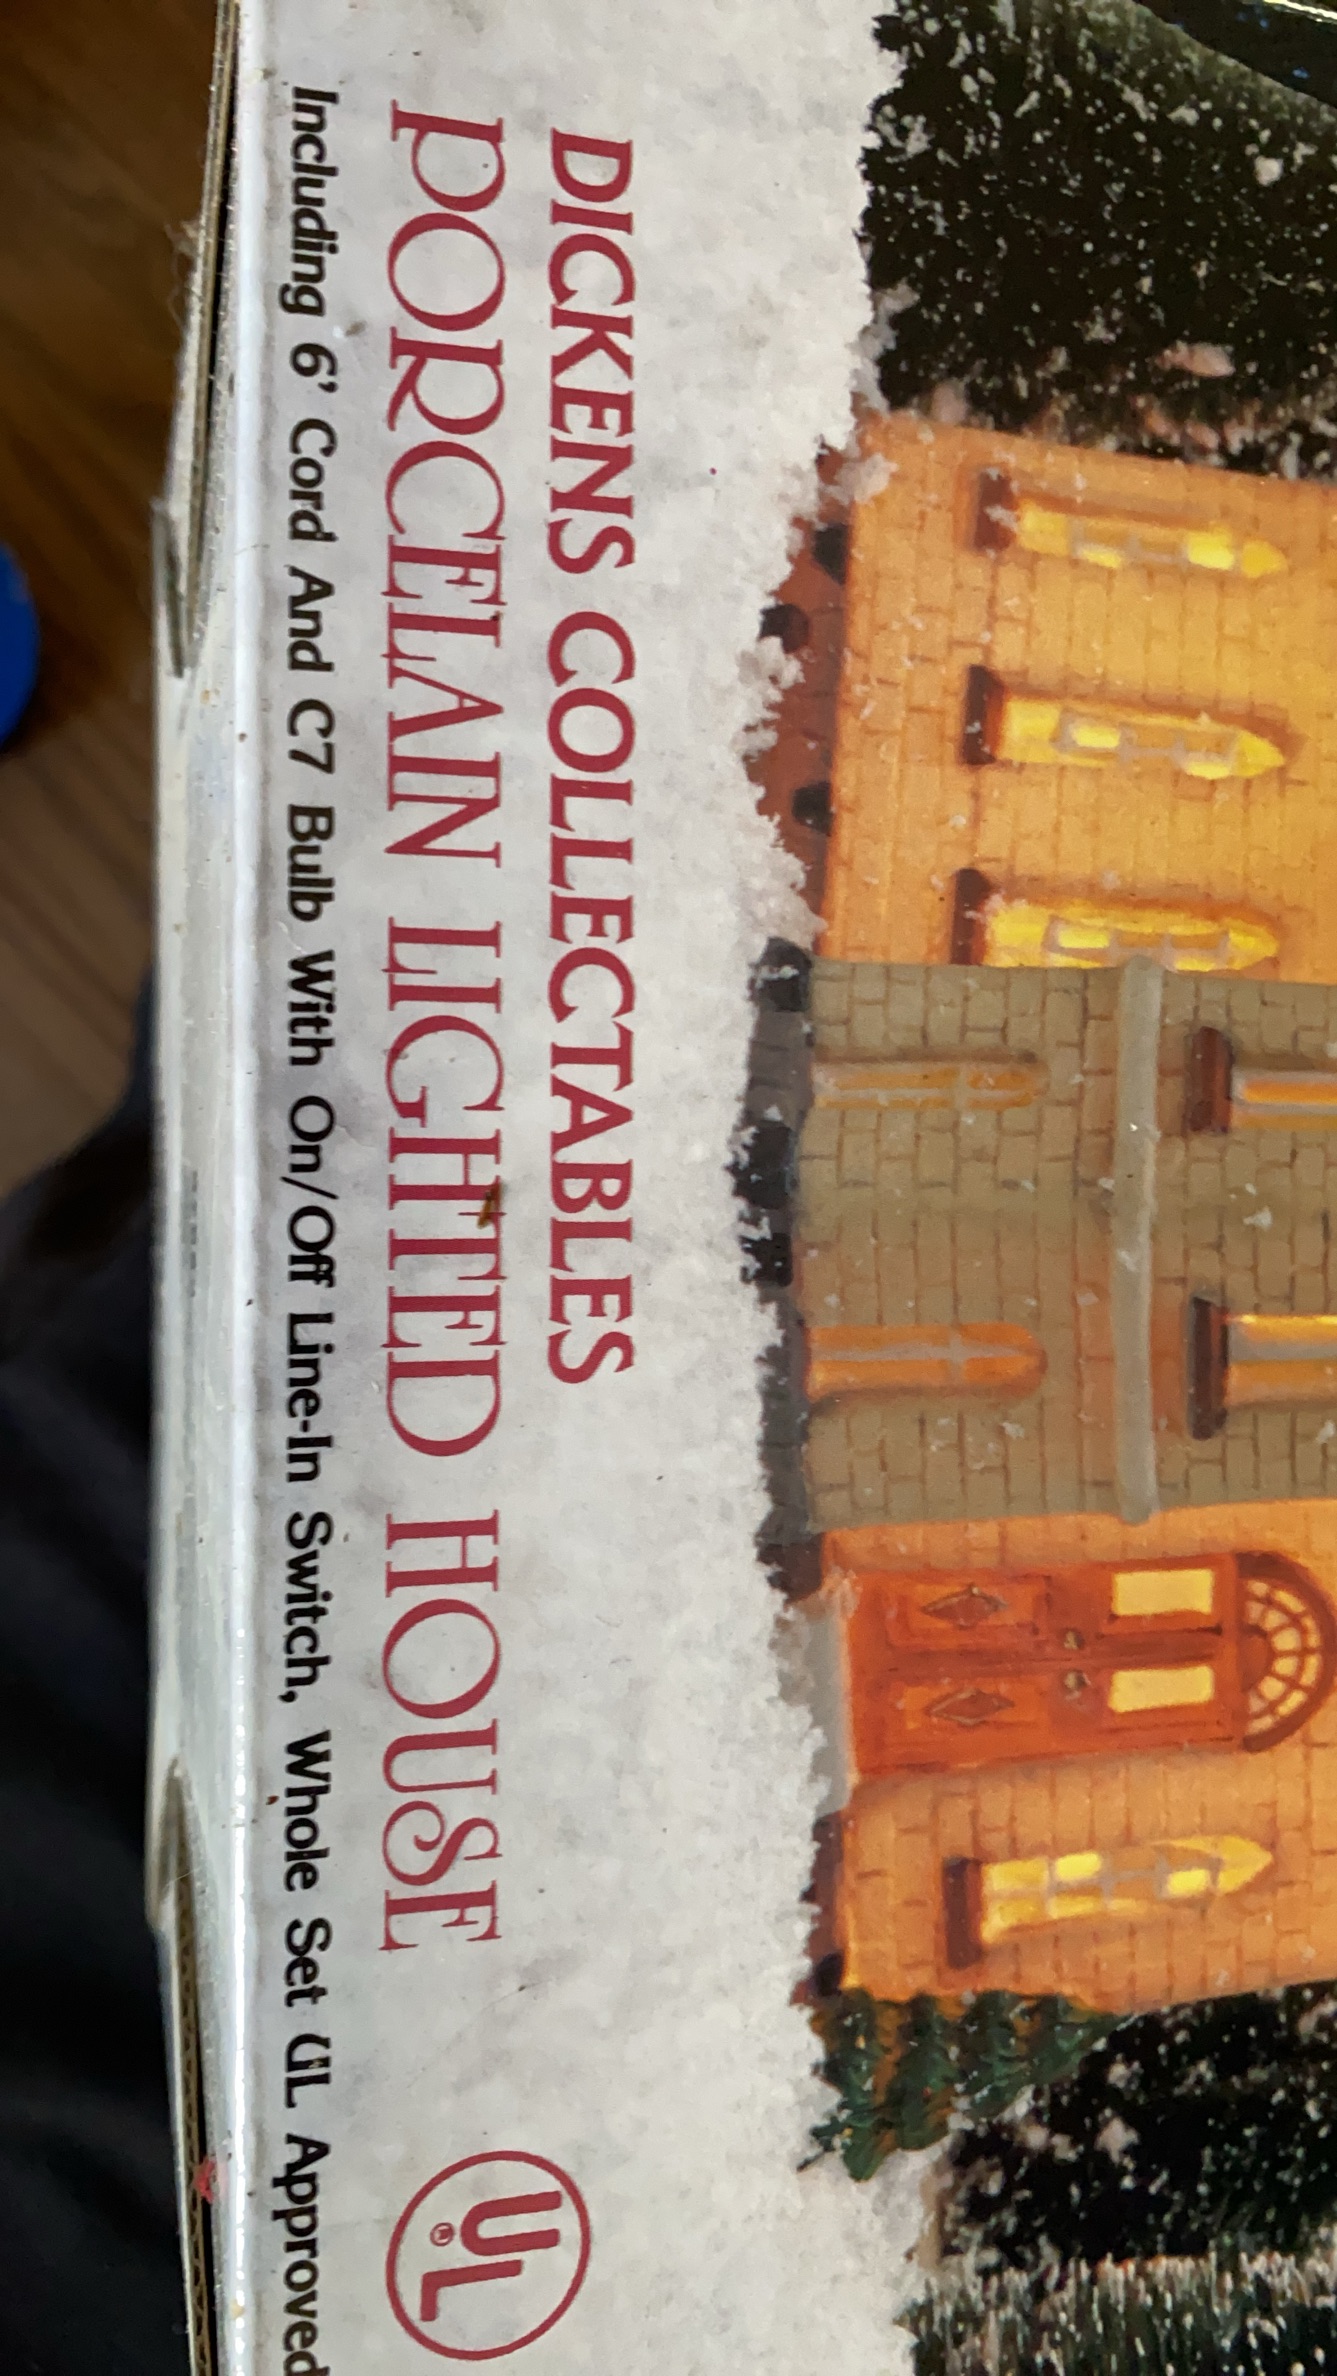 DICKENS COLLECTABLES
PORCELAIN LIGHTED HOUSE
Including 6' Cord And C7 Bulb With On/Off Line-In Switch, Whole Set UL Approved
UL
®